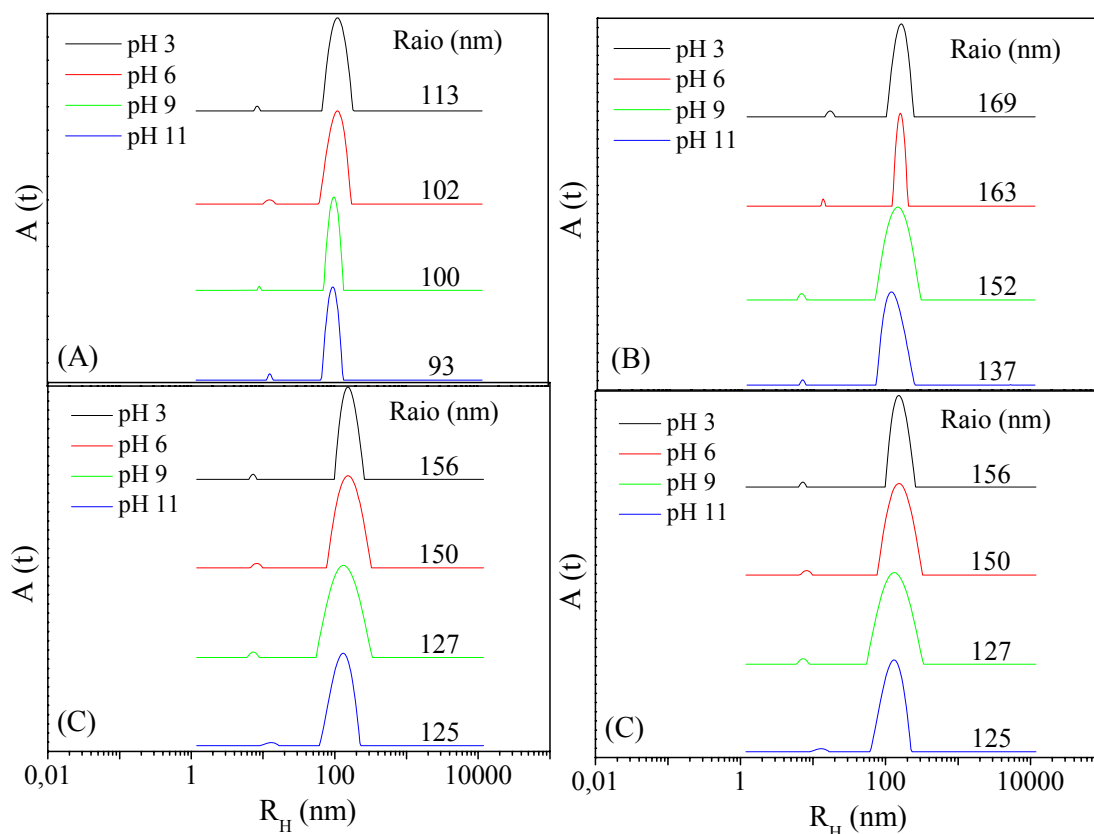 pH 3
pH 6
pH 9
pH 11
Raio (nm)
113
102
100
93
(A)
A (t)
pH 3
pH 6
pH 9
pH 11
Raio (nm)
169
163
152
137
(B)
A (t)
0,01
pH 3
pH 6
pH 9
pH 11
Raio (nm)
156
150
127
125
(C)
A (t)
0,01 1 100 10000
R_H (nm)
pH 3
pH 6
pH 9
pH 11
Raio (nm)
156
150
127
125
(C)
A (t)
0,01 1 100 10000
R_H (nm)